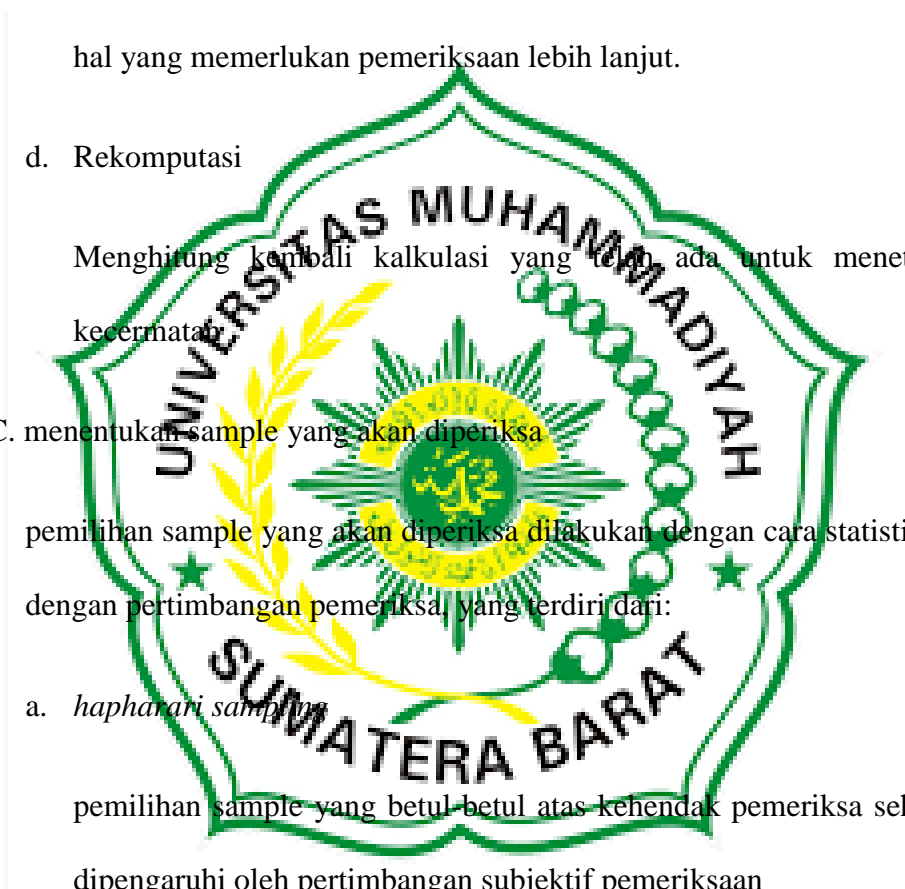 hal yang memerlukan pemeriksaan lebih lanjut.
d. Rekomputasi
Menghitung kembali kalkulasi yang telah ada untuk menet
kecermatan
C. menentukan sample yang akan diperiksa
pemilihan sample yang akan diperiksa dilakukan dengan cara statisti
dengan pertimbangan pemeriksa, yang terdiri dari:
a. hapharari sampling
pemilihan sample yang betul-betul atas kehendak pemeriksa sel
dipengaruhi oleh pertimbangan subjektif pemeriksaan
UNIVERSITAS MUHAMMADIYAH
SUMATERA BARAT